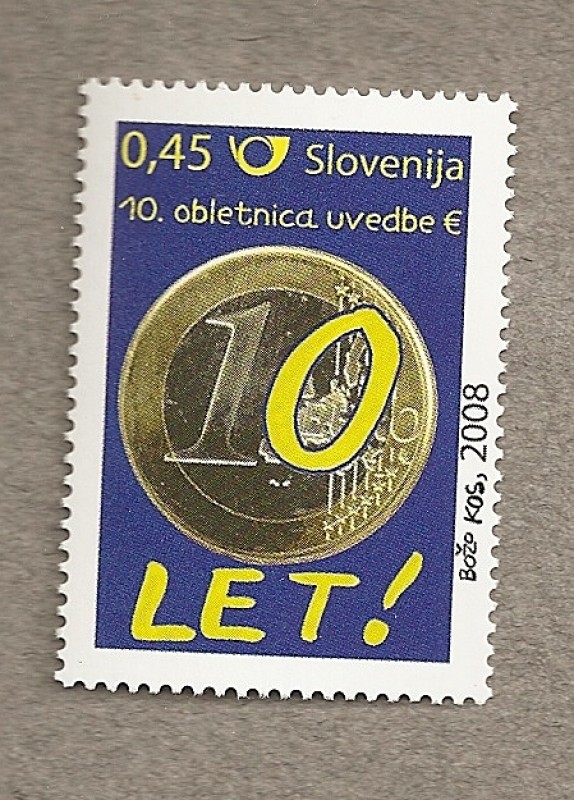 0,45 Slovenija
10. obletnica uvedbe €
10
LET!
Božo Kos, 2008